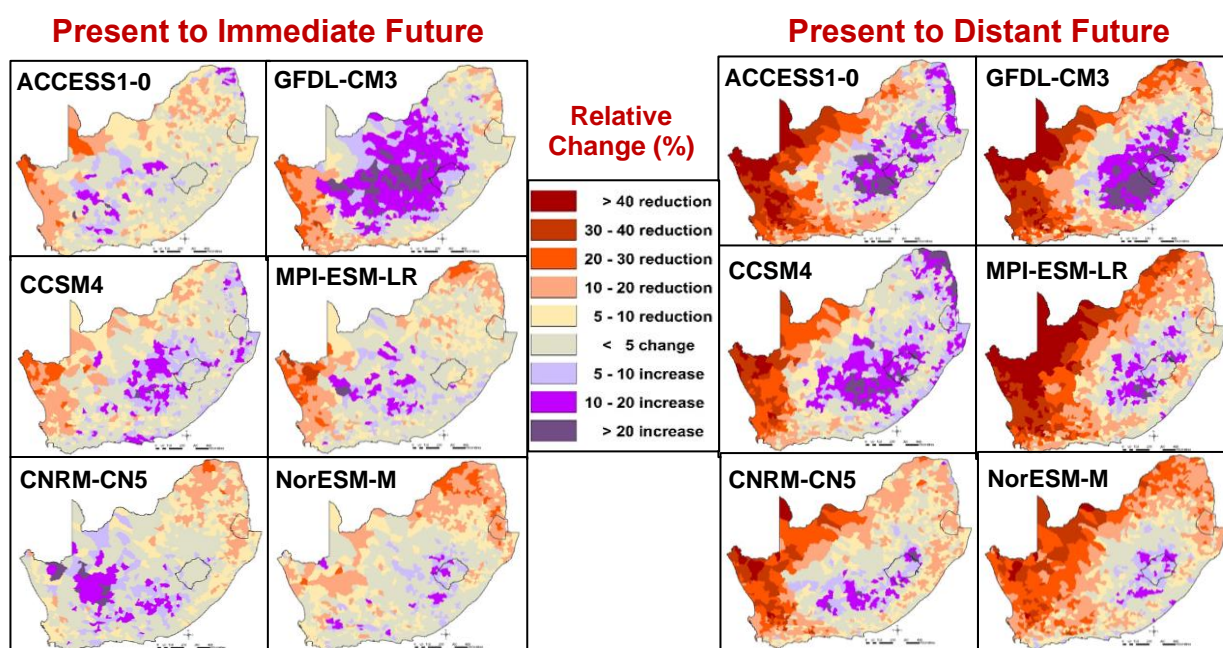 Present to Immediate Future
Present to Distant Future
ACCESS1-0
GFDL-CM3
CCSM4
MPI-ESM-LR
CNRM-CN5
NorESM-M
Relative
Change (%)
> 40 reduction
30 - 40 reduction
20 - 30 reduction
10 - 20 reduction
5 - 10 reduction
< 5 change
5 - 10 increase
10 - 20 increase
> 20 increase
ACCESS1-0
GFDL-CM3
CCSM4
MPI-ESM-LR
CNRM-CN5
NorESM-M